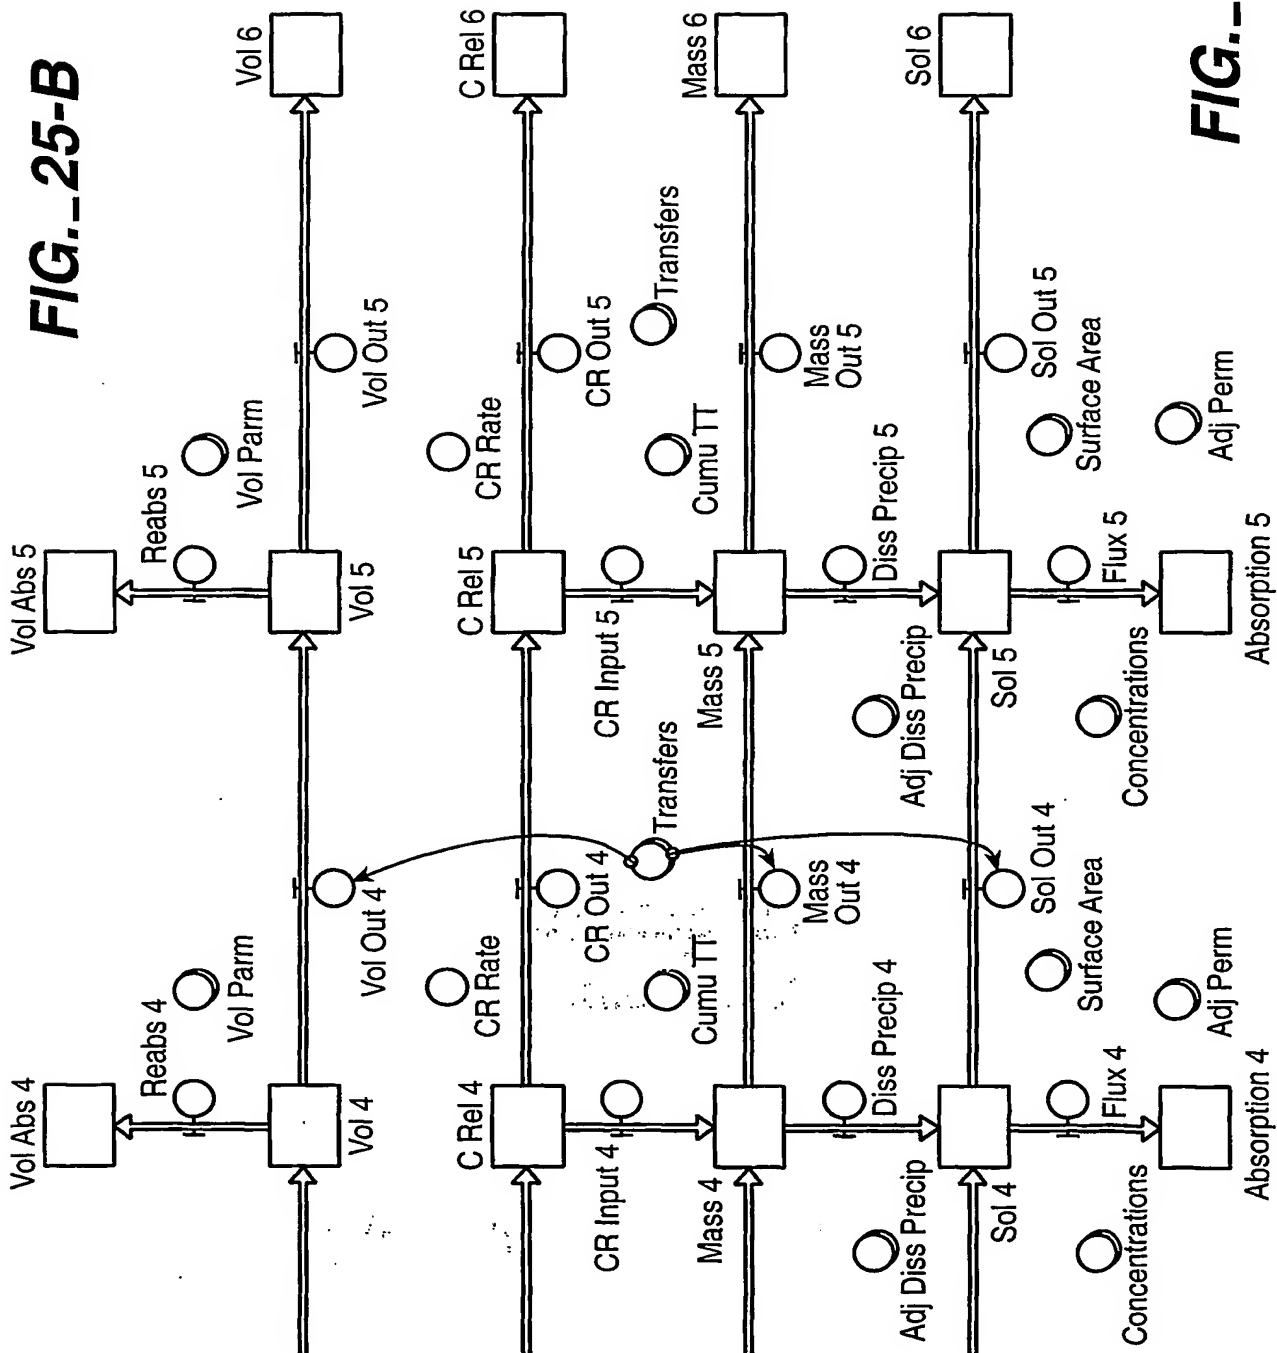 FIG._25-B
Vol Abs 4
Vol Abs 5
Reabs 4
Reabs 5
Vol Parm
Vol Parm
Vol 4
Vol Out 4
Vol 5
Vol Out 5
Vol 6
C Rel 4
CR Rate
CR Out 4
C Rel 5
CR Rate
CR Out 5
C Rel 6
CR Input 4
CR Input 5
Transfers
Transfers
Cumu TT
Cumu TT
Mass 4
Mass
Out 4
Mass 5
Mass
Out 5
Mass 6
Diss Precip 4
Diss Precip 5
Adj Diss Precip
Adj Diss Precip
Sol 4
Sol Out 4
Sol 5
Sol Out 5
Sol 6
Surface Area
Surface Area
Flux 4
Flux 5
Concentrations
Concentrations
Adj Perm
Adj Perm
Absorption 4
Absorption 5
FIG._